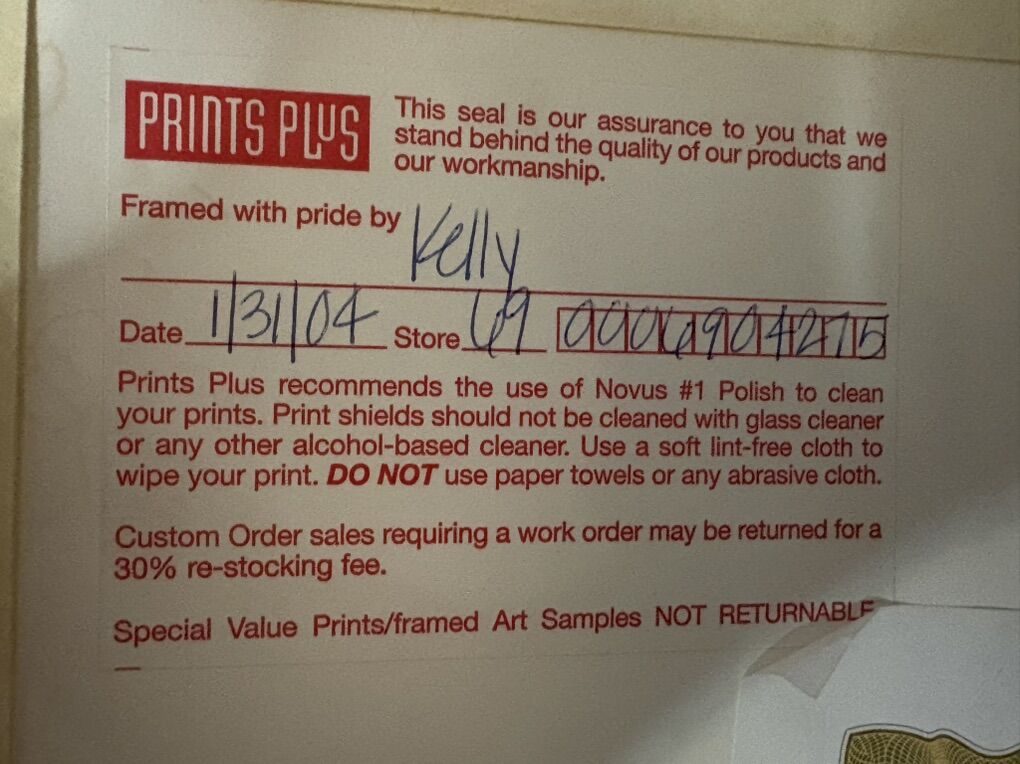 PRINTS PLUS
This seal is our assurance to you that we
stand behind the quality of our products and
our workmanship.
Framed with pride by Kelly
Date 1/31/04 Store 69 0006904275
Prints Plus recommends the use of Novus #1 Polish to clean
your prints. Print shields should not be cleaned with glass cleaner
or any other alcohol-based cleaner. Use a soft lint-free cloth to
wipe your print. DO NOT use paper towels or any abrasive cloth.
Custom Order sales requiring a work order may be returned for a
30% re-stocking fee.
Special Value Prints/framed Art Samples NOT RETURNABLE